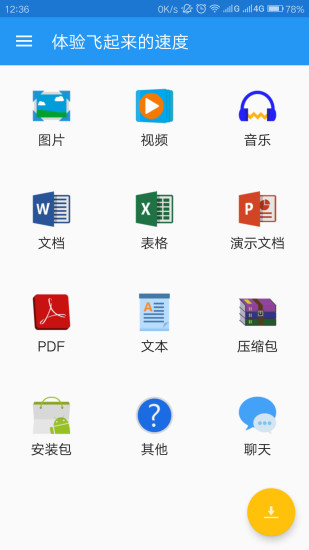 12:36
0K/s
G
4G
78%
体验飞起来的速度
图片
视频
音乐
W
文档
X
表格
P
演示文档
PDF
A
文本
压缩包
安装包
?
其他
聊天